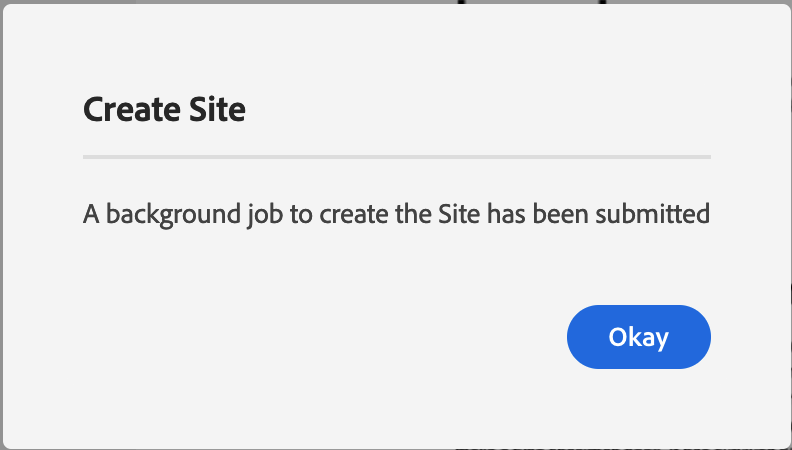 Create Site
A background job to create the Site has been submitted
Okay